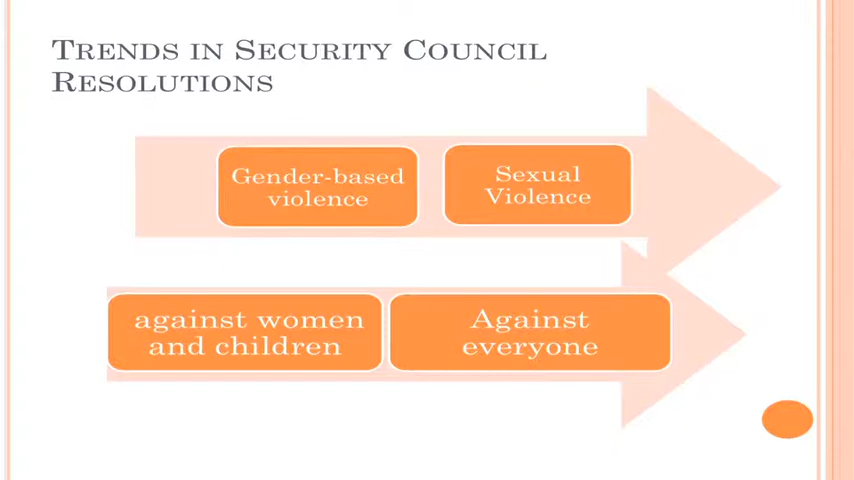 Trends in Security Council
Resolutions
Gender-based
violence
Sexual
Violence
against women
and children
Against
everyone